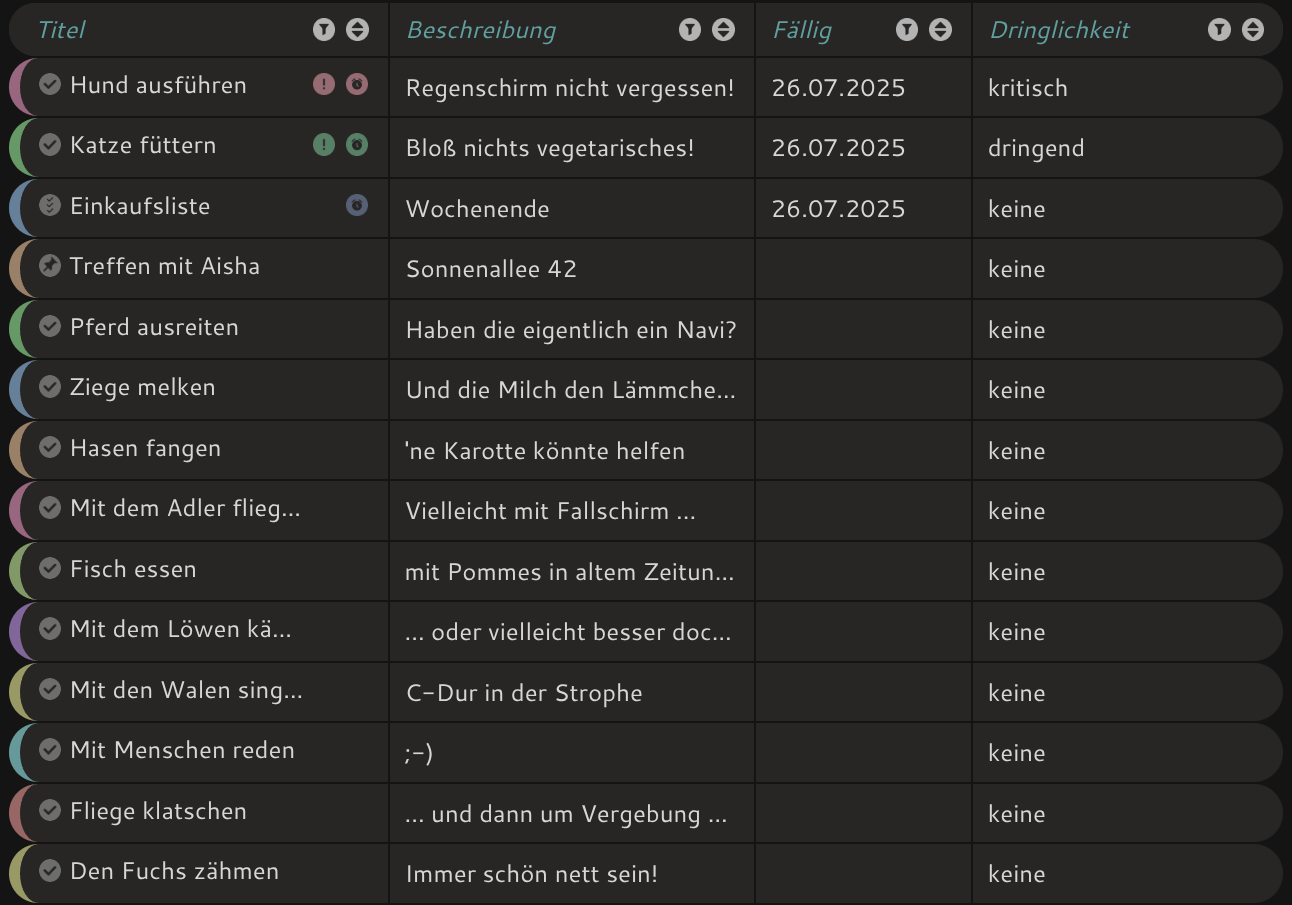 Titel Beschreibung Fällig Dringlichkeit
Hund ausführen Regenschirm nicht vergessen! 26.07.2025 kritisch
Katze füttern Bloß nichts vegetarisches! 26.07.2025 dringend
Einkaufsliste Wochenende 26.07.2025 keine
Treffen mit Aisha Sonnenallee 42 keine
Pferd ausreiten Haben die eigentlich ein Navi? keine
Ziege melken Und die Milch den Lämmche... keine
Hasen fangen 'ne Karotte könnte helfen keine
Mit dem Adler flieg... Vielleicht mit Fallschirm ... keine
Fisch essen mit Pommes in altem Zeitun... keine
Mit dem Löwen kä... ... oder vielleicht besser doc... keine
Mit den Walen sing... C-Dur in der Strophe keine
Mit Menschen reden ;-) keine
Fliege klatschen ... und dann um Vergebung ... keine
Den Fuchs zähmen Immer schön nett sein! keine